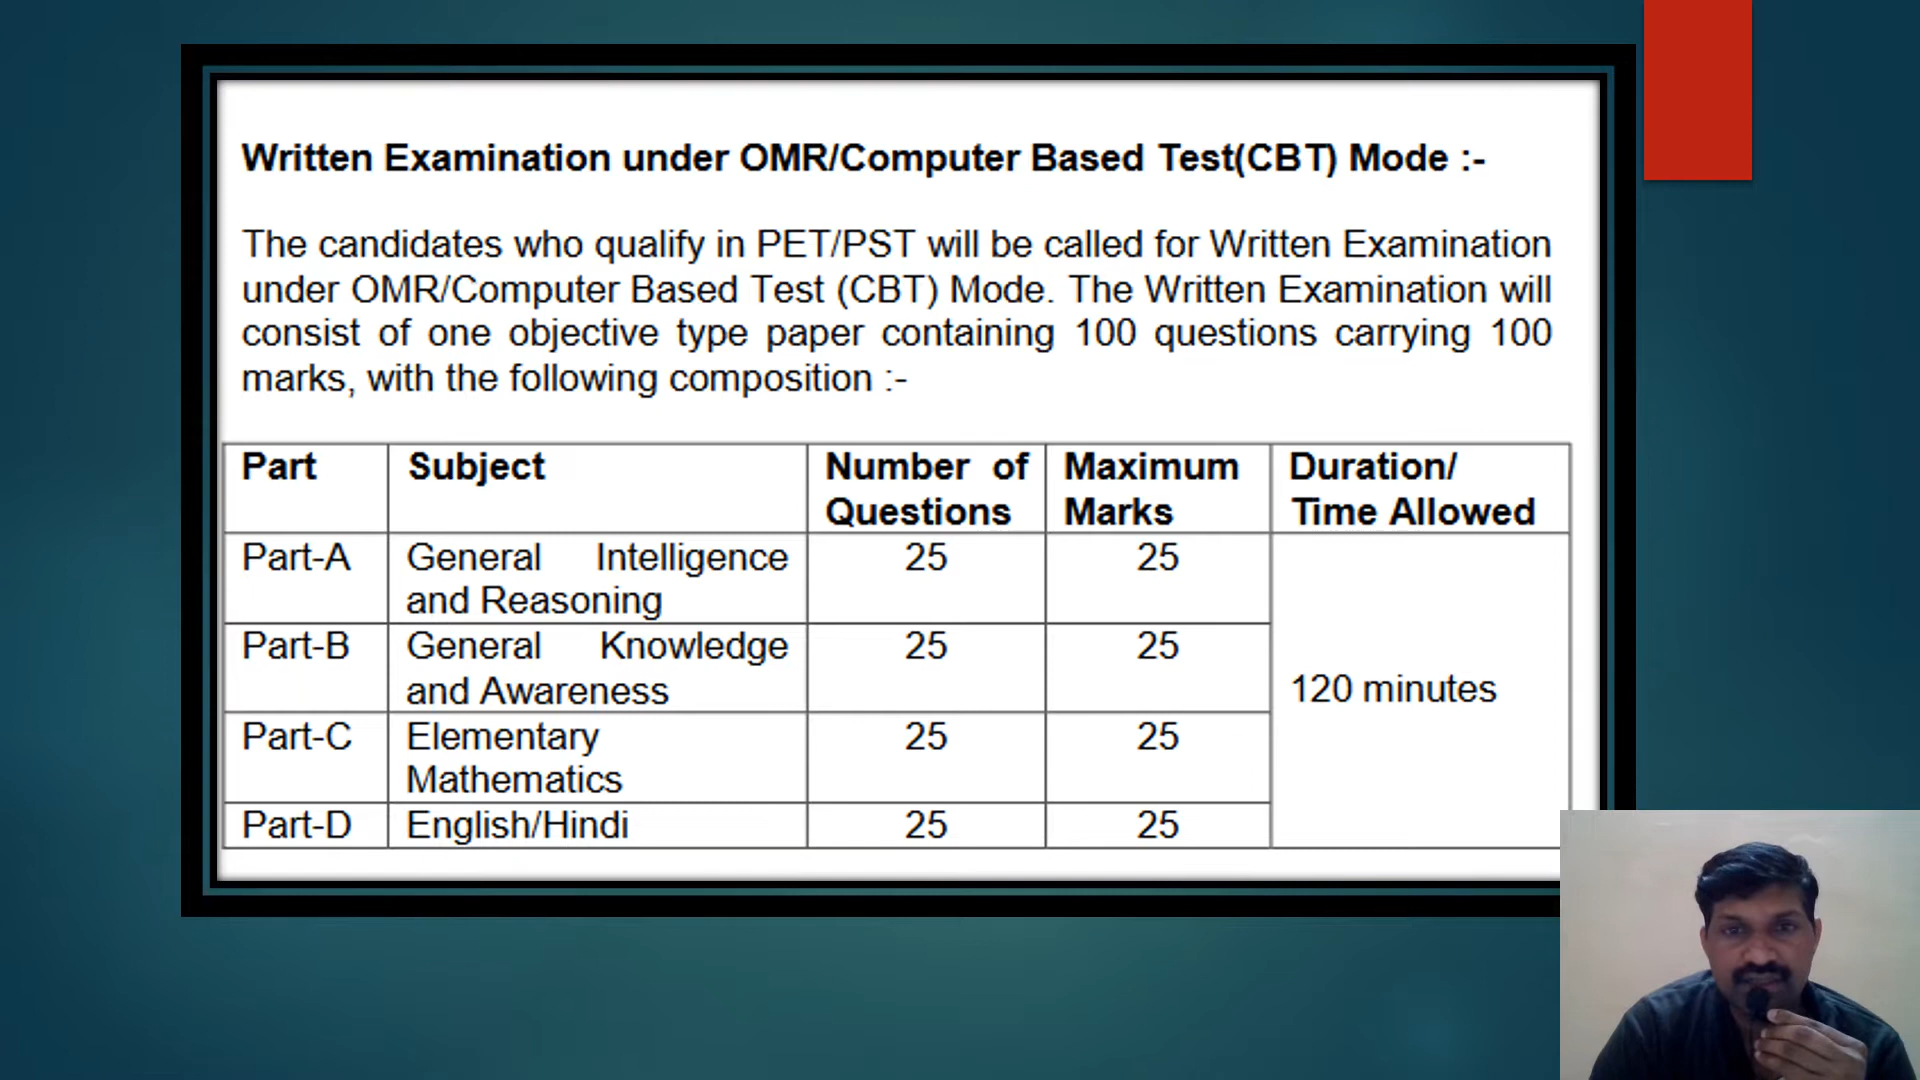 Written Examination under OMR/Computer Based Test(CBT) Mode :-
The candidates who qualify in PET/PST will be called for Written Examination
under OMR/Computer Based Test (CBT) Mode. The Written Examination will
consist of one objective type paper containing 100 questions carrying 100
marks, with the following composition :-
Part Subject Number of Questions Maximum Marks Duration/ Time Allowed
Part-A General Intelligence and Reasoning 25 25
Part-B General Knowledge and Awareness 25 25
120 minutes
Part-C Elementary Mathematics 25 25
Part-D English/Hindi 25 25